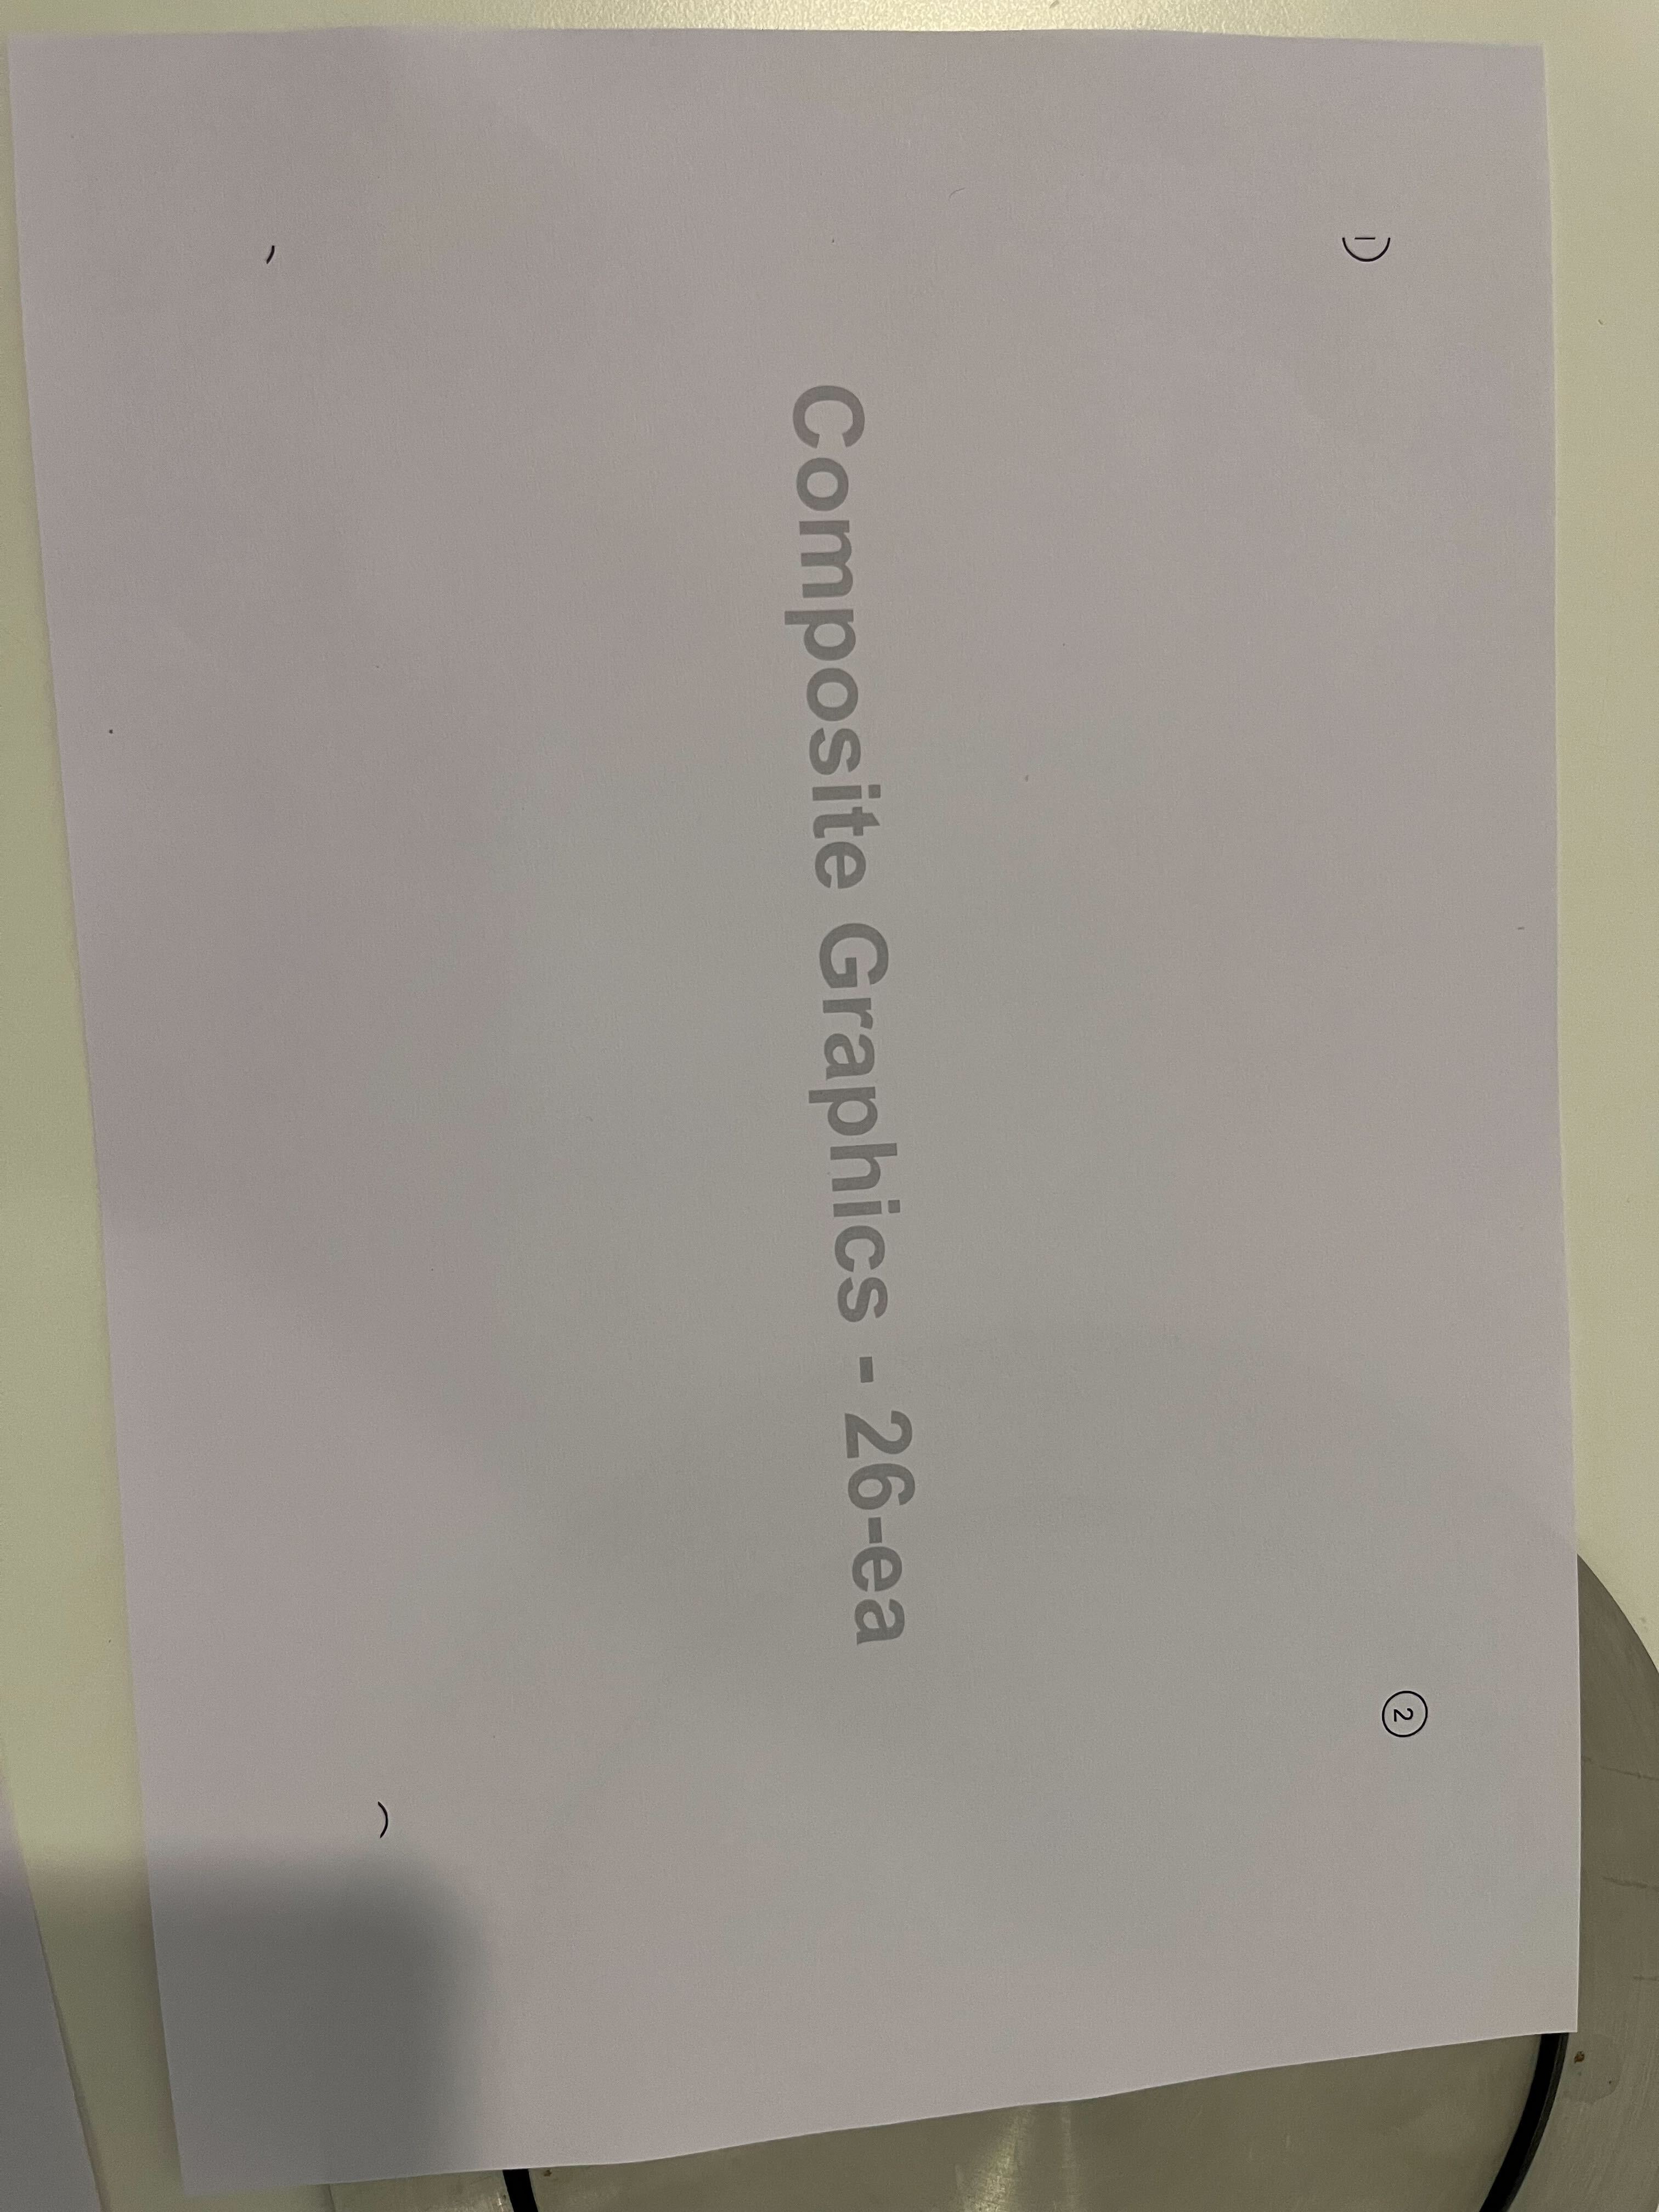 Composite Graphics - 26-ea
2